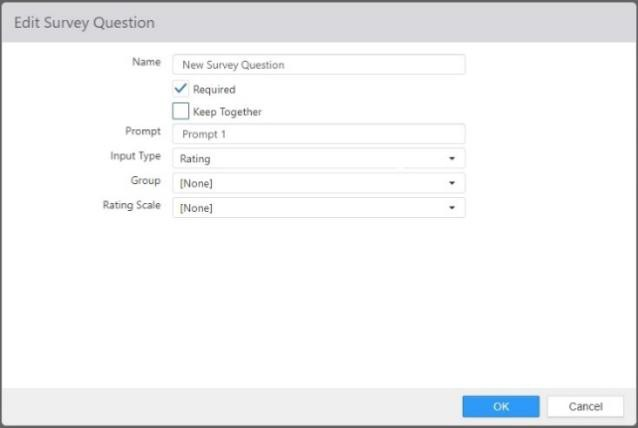 Edit Survey Question
Name New Survey Question
Required
Keep Together
Prompt Prompt 1
Input Type Rating
Group [None]
Rating Scale [None]
OK Cancel